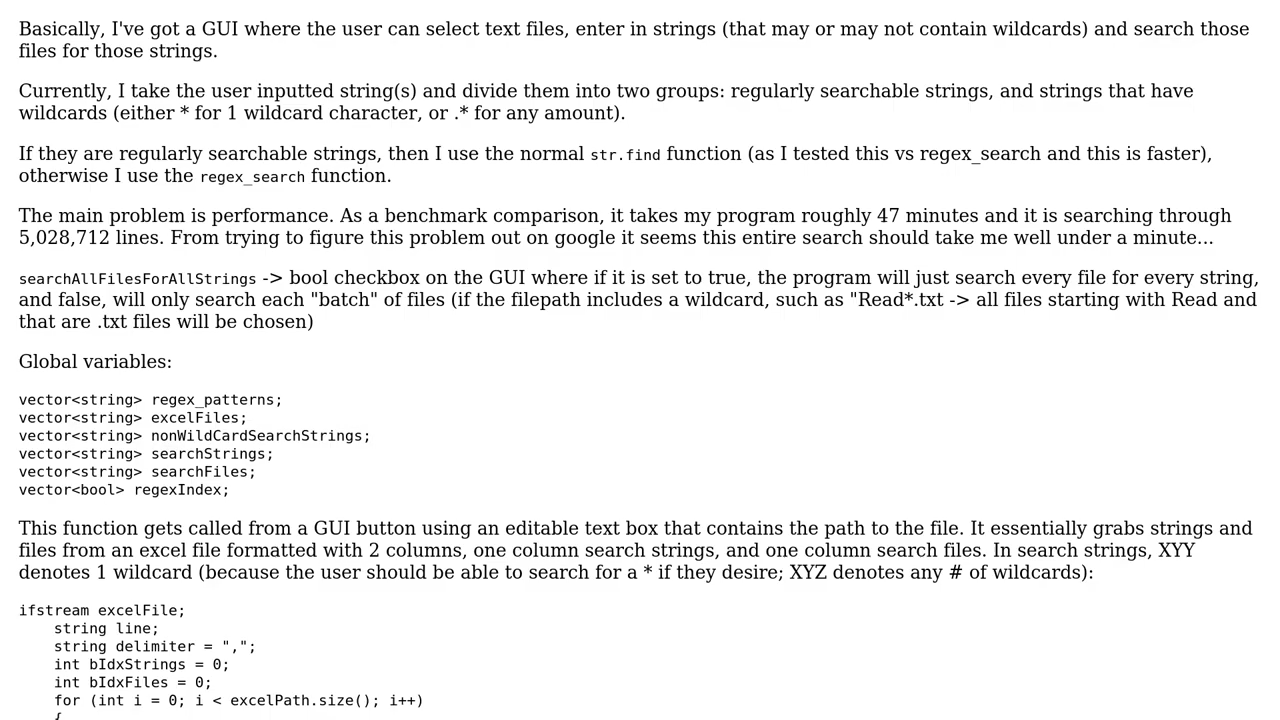 Basically, I've got a GUI where the user can select text files, enter in strings (that may or may not contain wildcards) and search those
files for those strings.
Currently, I take the user inputted string(s) and divide them into two groups: regularly searchable strings, and strings that have
wildcards (either * for 1 wildcard character, or .* for any amount).
If they are regularly searchable strings, then I use the normal str.find function (as I tested this vs regex_search and this is faster),
otherwise I use the regex_search function.
The main problem is performance. As a benchmark comparison, it takes my program roughly 47 minutes and it is searching through
5,028,712 lines. From trying to figure this problem out on google it seems this entire search should take me well under a minute...
searchAllFilesForAllStrings -> bool checkbox on the GUI where if it is set to true, the program will just search every file for every string,
and false, will only search each "batch" of files (if the filepath includes a wildcard, such as "Read*.txt -> all files starting with Read and
that are .txt files will be chosen)
Global variables:
vector<string> regex_patterns;
vector<string> excelFiles;
vector<string> nonWildCardSearchStrings;
vector<string> searchStrings;
vector<string> searchFiles;
vector<bool> regexIndex;
This function gets called from a GUI button using an editable text box that contains the path to the file. It essentially grabs strings and
files from an excel file formatted with 2 columns, one column search strings, and one column search files. In search strings, XYY
denotes 1 wildcard (because the user should be able to search for a * if they desire; XYZ denotes any # of wildcards):
ifstream excelFile;
    string line;
    string delimiter = ",";
    int bIdxStrings = 0;
    int bIdxFiles = 0;
    for (int i = 0; i < excelPath.size(); i++)
    {